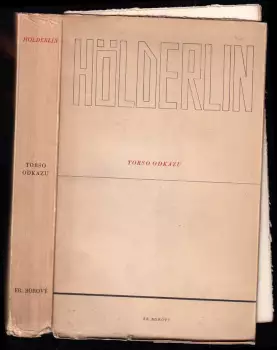 HÖLDERLIN
TORSO
ODKAZU
FR. BOROVÝ
HÖLDERLIN
TORSO ODKAZU
FR. BOROVÝ